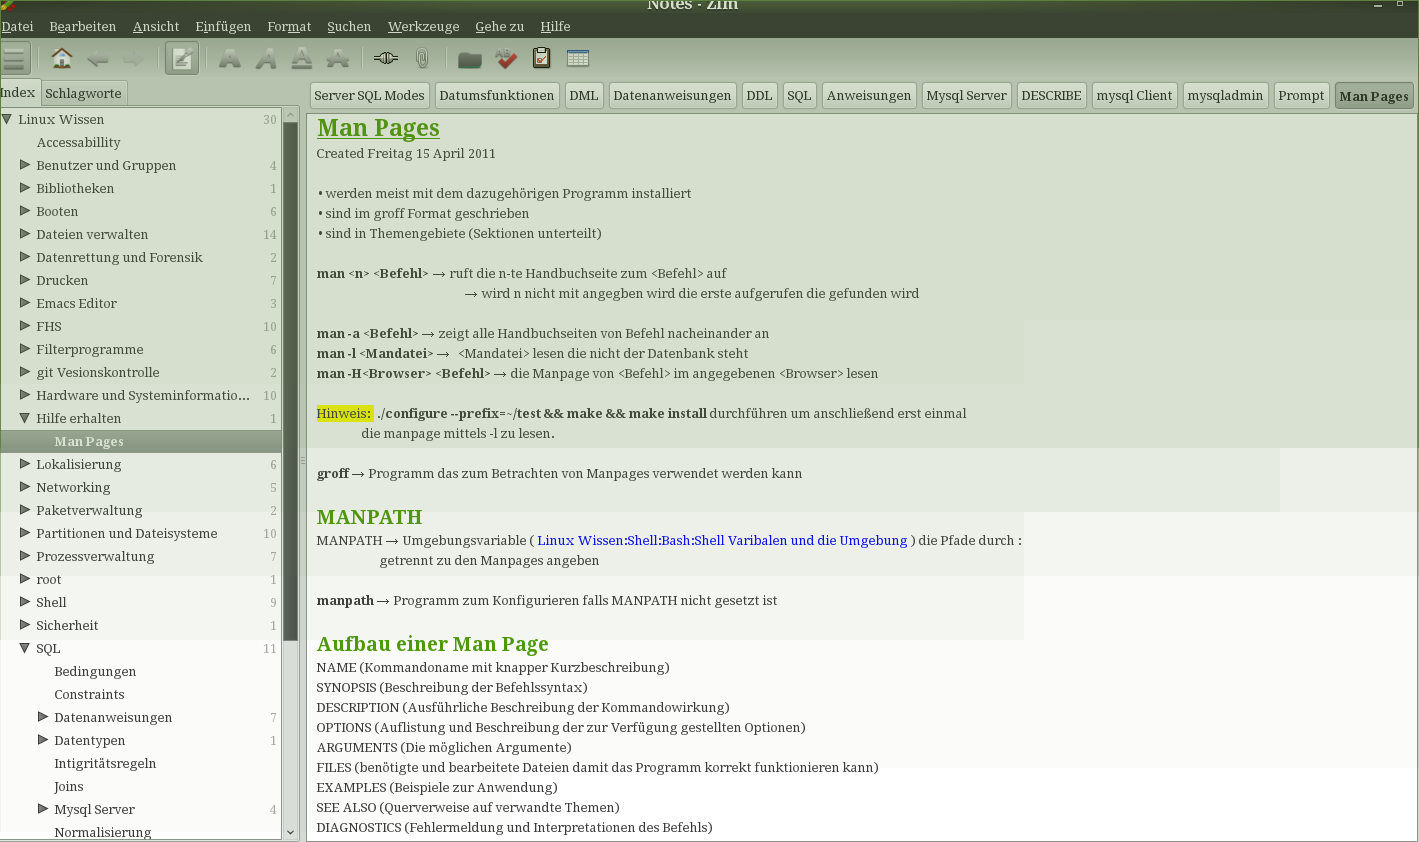 Notes - Zim
Datei Bearbeiten Ansicht Einfügen Format Suchen Werkzeuge Gehe zu Hilfe
Index Schlagworte
Server SQL Modes Datumsfunktionen DML Datenanweisungen DDL SQL Anweisungen Mysql Server DESCRIBE mysql Client mysqladmin Prompt Man Pages
Linux Wissen 30
Accessabillity
Benutzer und Gruppen 4
Bibliotheken 1
Booten 6
Dateien verwalten 14
Datenrettung und Forensik 2
Drucken 7
Emacs Editor 3
FHS 10
Filterprogramme 6
git Vesionskontrolle 2
Hardware und Systeminformatio... 10
Hilfe erhalten 1
Man Pages
Lokalisierung 6
Networking 5
Paketverwaltung 2
Partitionen und Dateisysteme 10
Prozessverwaltung 7
root 1
Shell 9
Sicherheit 1
SQL 11
Bedingungen
Constraints
Datenanweisungen 7
Datentypen 1
Intigritätsregeln
Joins
Mysql Server 4
Normalisierung
Man Pages
Created Freitag 15 April 2011
• werden meist mit dem dazugehörigen Programm installiert
• sind im groff Format geschrieben
• sind in Themengebiete (Sektionen unterteilt)
man <n> <Befehl> → ruft die n-te Handbuchseite zum <Befehl> auf
→ wird n nicht mit angegben wird die erste aufgerufen die gefunden wird
man -a <Befehl> → zeigt alle Handbuchseiten von Befehl nacheinander an
man -l <Mandatei> → <Mandatei> lesen die nicht der Datenbank steht
man -H<Browser> <Befehl> → die Manpage von <Befehl> im angegebenen <Browser> lesen
Hinweis: ./configure --prefix=~/test && make && make install durchführen um anschließend erst einmal
die manpage mittels -l zu lesen.
groff → Programm das zum Betrachten von Manpages verwendet werden kann
MANPATH
MANPATH → Umgebungsvariable ( Linux Wissen:Shell:Bash:Shell Varibalen und die Umgebung ) die Pfade durch :
getrennt zu den Manpages angeben
manpath → Programm zum Konfigurieren falls MANPATH nicht gesetzt ist
Aufbau einer Man Page
NAME (Kommandoname mit knapper Kurzbeschreibung)
SYNOPSIS (Beschreibung der Befehlssyntax)
DESCRIPTION (Ausführliche Beschreibung der Kommandowirkung)
OPTIONS (Auflistung und Beschreibung der zur Verfügung gestellten Optionen)
ARGUMENTS (Die möglichen Argumente)
FILES (benötigte und bearbeitete Dateien damit das Programm korrekt funktionieren kann)
EXAMPLES (Beispiele zur Anwendung)
SEE ALSO (Querverweise auf verwandte Themen)
DIAGNOSTICS (Fehlermeldung und Interpretationen des Befehls)